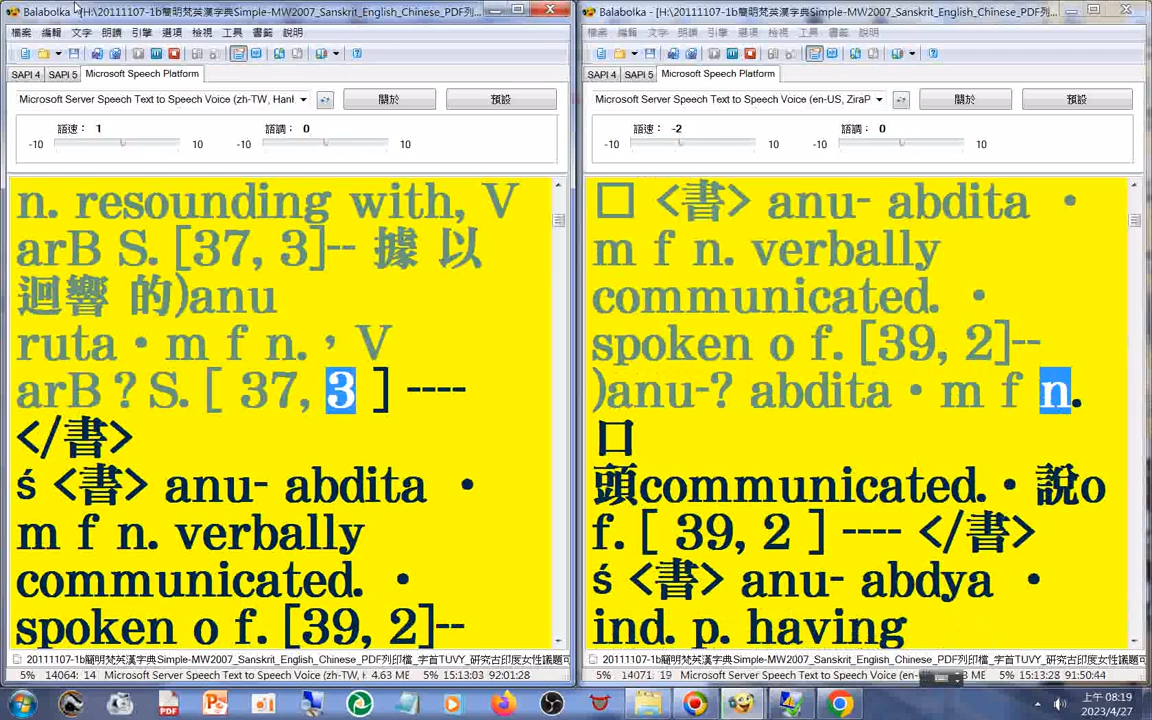 Balabolka - [H:\20111107-1b簡明梵英漢字典Simple-MW2007_Sanskrit_English_Chinese_PDF列...
檔案 編輯 文字 朗讀 引擎 選項 檢視 工具 書籤 說明
SAPI 4 SAPI 5 Microsoft Speech Platform
Microsoft Server Speech Text to Speech Voice (zh-TW, HanI
關於
預設
語速： 1
語調： 0
-10 10 -10 10
n. resounding with, V
arB S. [37, 3]-- 據 以
迴響 的)anu
ruta・m f n.，V
arB ? S. [ 37, 3 ] ----
</書>
ś <書> anu- abdita ・
m f n. verbally
communicated. ・
spoken o f. [39, 2]--
20111107-1b簡明梵英漢字典Simple-MW2007_Sanskrit_English_Chinese_PDF列印檔_字首TUVY_研究古印度女性議題可
5% 14064: 14 Microsoft Server Speech Text to Speech Voice (zh-TW, H 4.63 ME 5% 15:13:03 92:01:28
Balabolka - [H:\20111107-1b簡明梵英漢字典Simple-MW2007_Sanskrit_English_Chinese_PDF列印...
檔案 編輯 文字 朗讀 引擎 選項 檢視 工具 書籤 說明
SAPI 4 SAPI 5 Microsoft Speech Platform
Microsoft Server Speech Text to Speech Voice (en-US, ZiraP
關於
預設
語速： -2
語調： 0
-10 10 -10 10
口 <書> anu- abdita ・
m f n. verbally
communicated. ・
spoken o f. [39, 2]--
)anu-? abdita・m f n.
口
頭communicated.・說o
f. [ 39, 2 ] ---- </書>
ś <書> anu- abdya ・
ind. p. having
20111107-1b簡明梵英漢字典Simple-MW2007_Sanskrit_English_Chinese_PDF列印檔_字首TUVY_研究古印度女性議題可
5% 14071: 19 Microsoft Server Speech Text to Speech Voice (en-US, 3 ME 5% 15:13:28 91:50:44
上午 08:19
2023/4/27